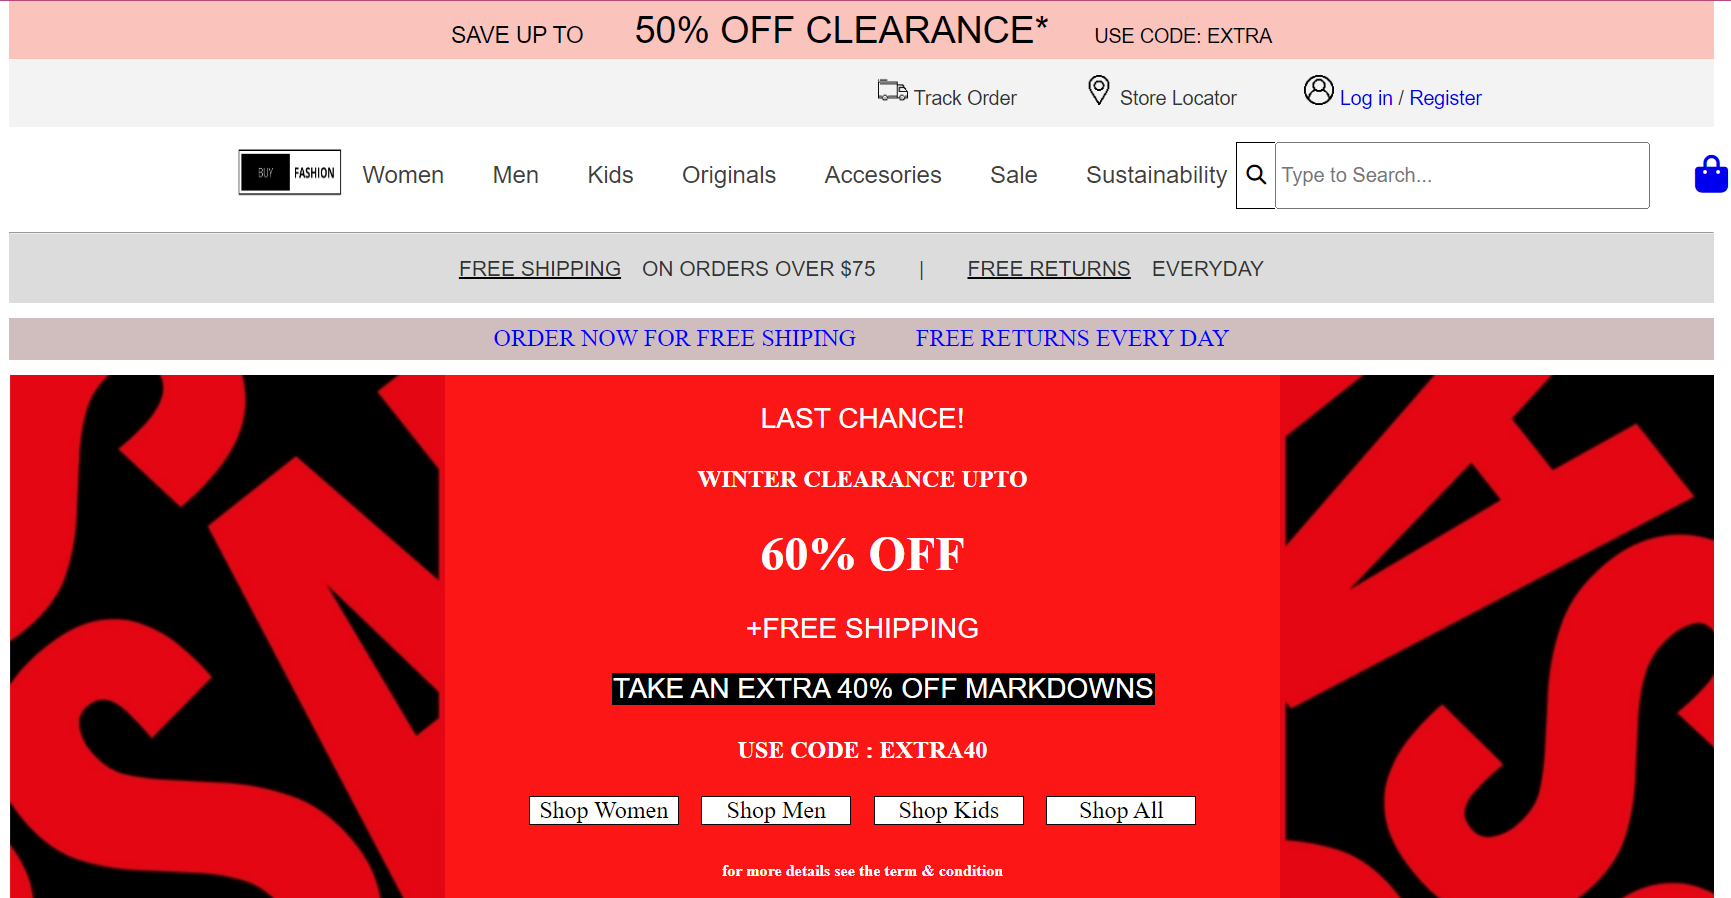 SAVE UP TO 50% OFF CLEARANCE* USE CODE: EXTRA
Track Order Store Locator Log in / Register
BUY FASHION Women Men Kids Originals Accesories Sale Sustainability Type to Search...
FREE SHIPPING ON ORDERS OVER $75 | FREE RETURNS EVERYDAY
ORDER NOW FOR FREE SHIPING FREE RETURNS EVERY DAY
LAST CHANCE!
WINTER CLEARANCE UPTO
60% OFF
+FREE SHIPPING
TAKE AN EXTRA 40% OFF MARKDOWNS
USE CODE : EXTRA40
Shop Women Shop Men Shop Kids Shop All
for more details see the term & condition